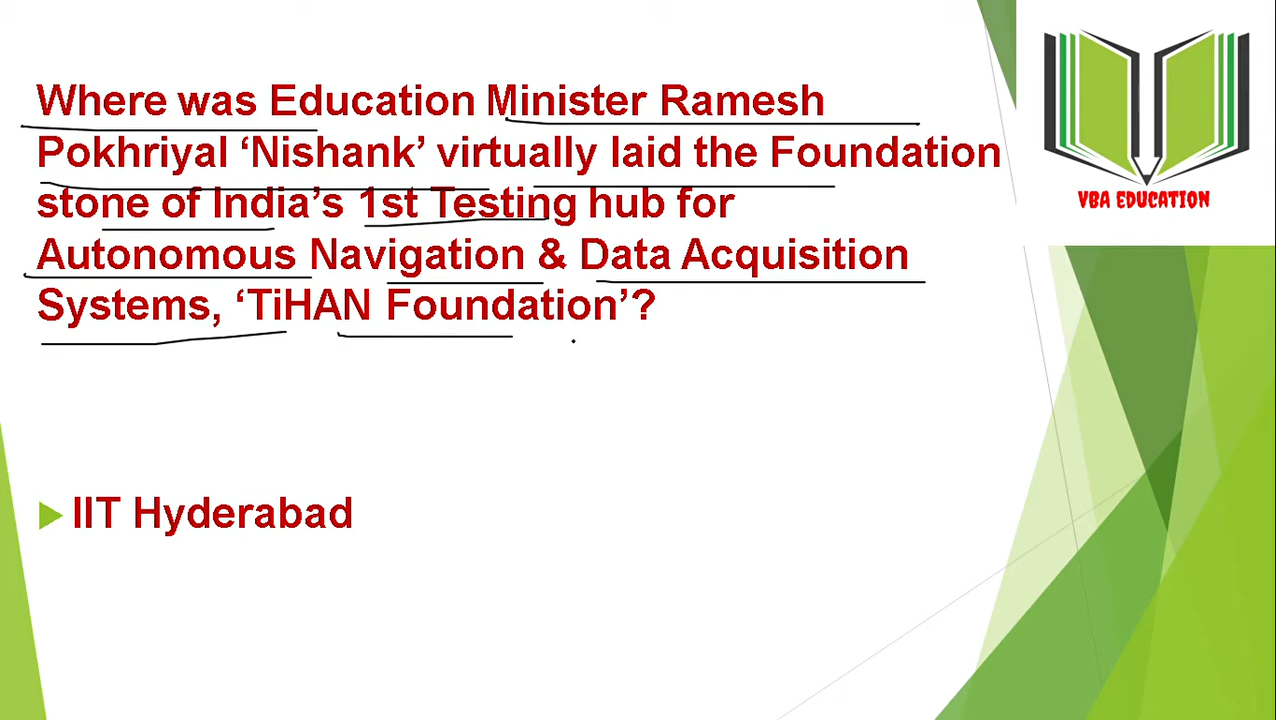 Where was Education Minister Ramesh
Pokhriyal ‘Nishank’ virtually laid the Foundation
stone of India’s 1st Testing hub for
Autonomous Navigation & Data Acquisition
Systems, ‘TiHAN Foundation’?
VBA EDUCATION
IIT Hyderabad